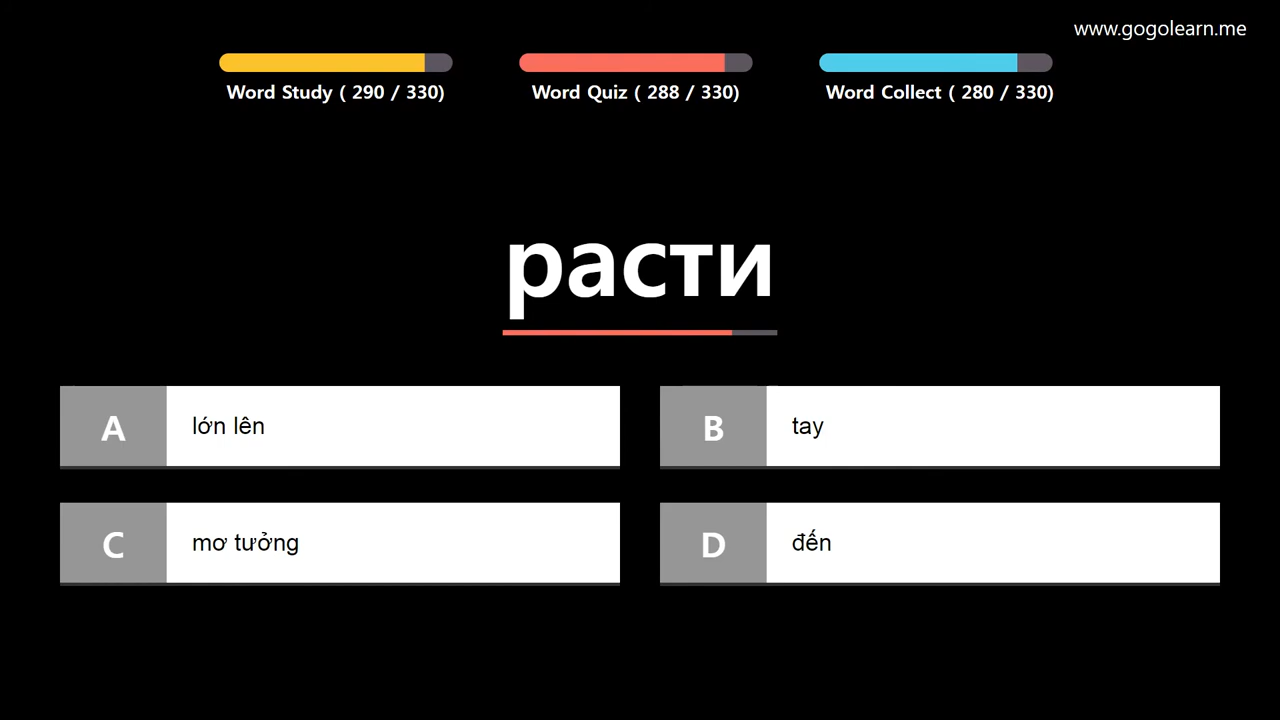 www.gogolearn.me
Word Study ( 290 / 330)
Word Quiz ( 288 / 330)
Word Collect ( 280 / 330)
расти
A lớn lên
B tay
C mơ tưởng
D đến